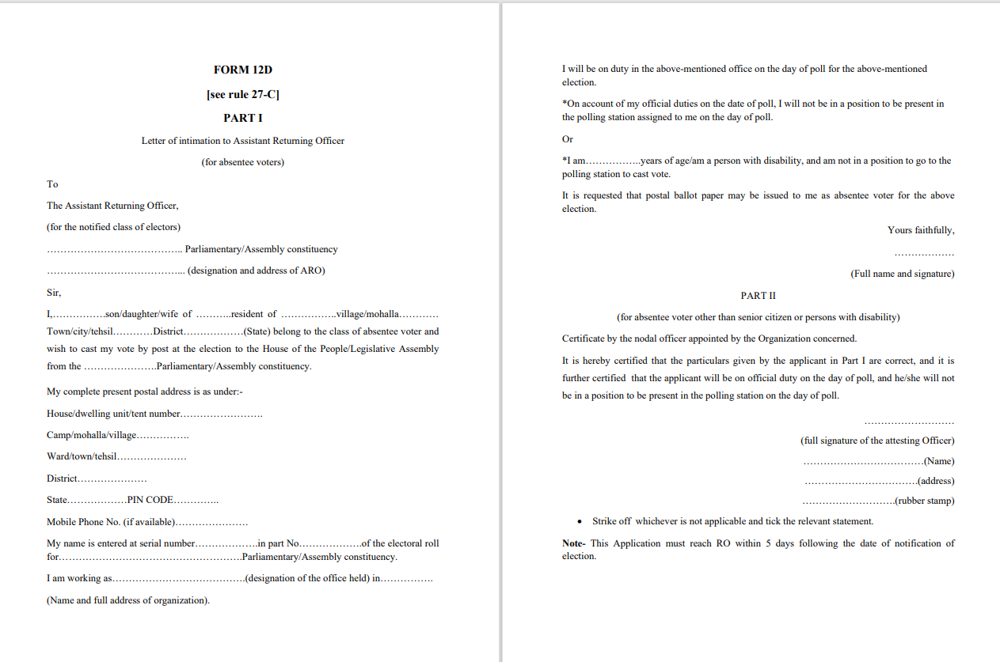 FORM 12D
[see rule 27-C]
PART I
Letter of intimation to Assistant Returning Officer
(for absentee voters)
To
The Assistant Returning Officer,
(for the notified class of electors)
………………………………….. Parliamentary/Assembly constituency
…………………………………... (designation and address of ARO)
Sir,
I,…………….son/daughter/wife of ………..resident of ……………..village/mohalla…………
Town/city/tehsil…………District……………….(State) belong to the class of absentee voter and
wish to cast my vote by post at the election to the House of the People/Legislative Assembly
from the ………………….Parliamentary/Assembly constituency.
My complete present postal address is as under:-
House/dwelling unit/tent number…………………….
Camp/mohalla/village…………….
Ward/town/tehsil…………………
District…………………
State………………PIN CODE…………..
Mobile Phone No. (if available)………………….
My name is entered at serial number……………….in part No……………….of the electoral roll
for……………………………………………….Parliamentary/Assembly constituency.
I am working as………………………………….(designation of the office held) in…………….
(Name and full address of organization).
I will be on duty in the above-mentioned office on the day of poll for the above-mentioned
election.
*On account of my official duties on the date of poll, I will not be in a position to be present in
the polling station assigned to me on the day of poll.
Or
*I am……………..years of age/am a person with disability, and am not in a position to go to the
polling station to cast vote.
It is requested that postal ballot paper may be issued to me as absentee voter for the above
election.
Yours faithfully,
………………
(Full name and signature)
PART II
(for absentee voter other than senior citizen or persons with disability)
Certificate by the nodal officer appointed by the Organization concerned.
It is hereby certified that the particulars given by the applicant in Part I are correct, and it is
further certified that the applicant will be on official duty on the day of poll, and he/she will not
be in a position to be present in the polling station on the day of poll.
………………………
(full signature of the attesting Officer)
………………………………(Name)
……………………………..(address)
……………………….(rubber stamp)
• Strike off whichever is not applicable and tick the relevant statement.
Note- This Application must reach RO within 5 days following the date of notification of
election.